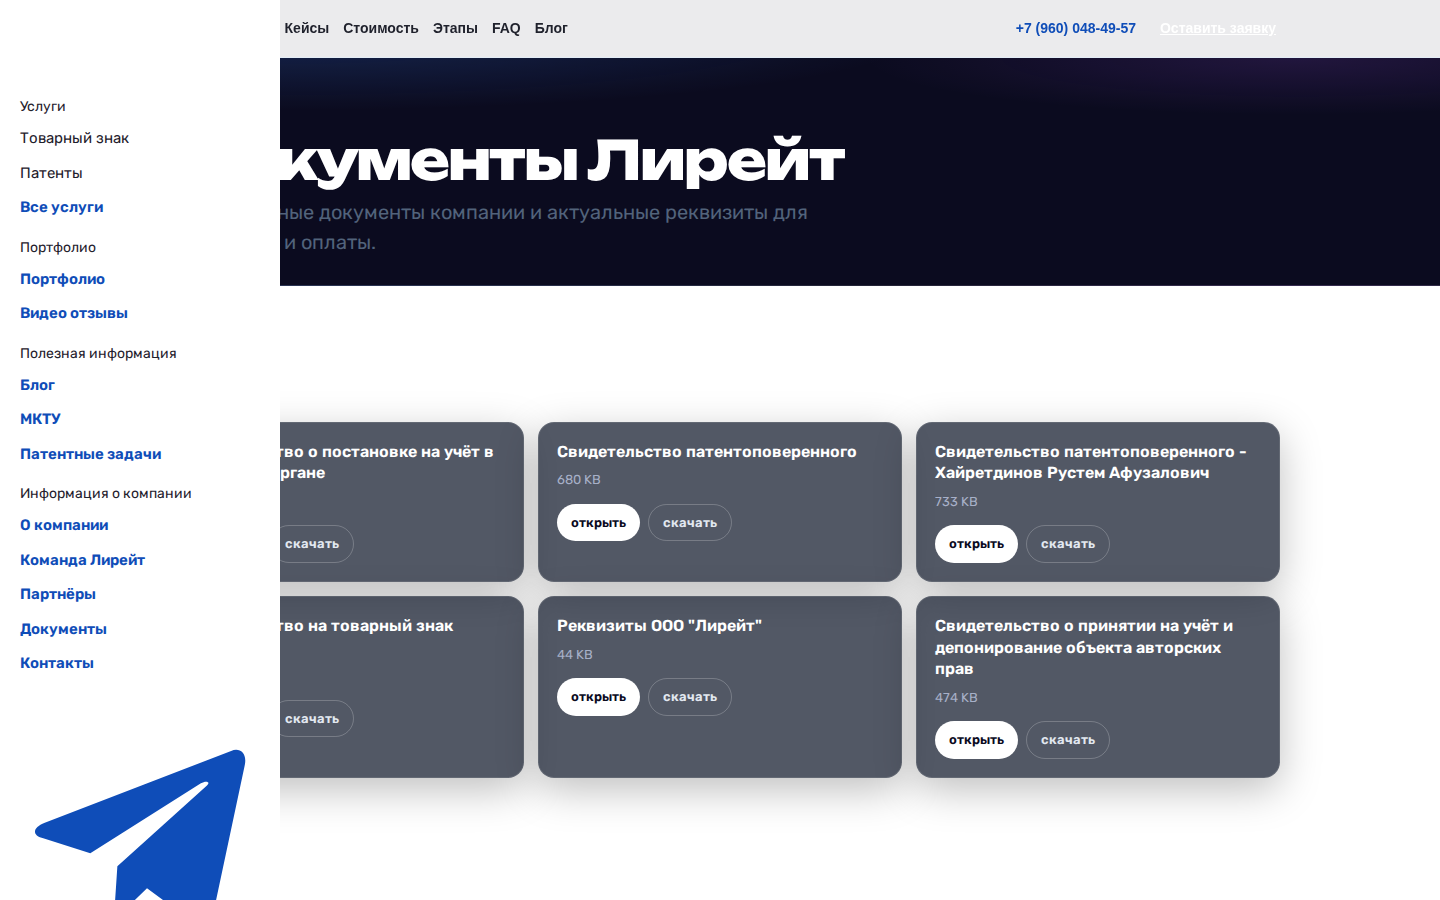 Кейсы Стоимость Этапы FAQ Блог
+7 (960) 048-49-57 Оставить заявку
Услуги
Товарный знак
Патенты
Все услуги
Портфолио
Портфолио
Видео отзывы
Полезная информация
Блог
МКТУ
Патентные задачи
Информация о компании
О компании
Команда Лирейт
Партнёры
Документы
Контакты
кументы Лирейт
ные документы компании и актуальные реквизиты для
и оплаты.
тво о постановке на учёт в
ргане
скачать
Свидетельство патентоповеренного
680 KB
открыть скачать
Свидетельство патентоповеренного -
Хайретдинов Рустем Афузалович
733 KB
открыть скачать
тво на товарный знак
скачать
Реквизиты ООО "Лирейт"
44 KB
открыть скачать
Свидетельство о принятии на учёт и
депонирование объекта авторских
прав
474 KB
открыть скачать